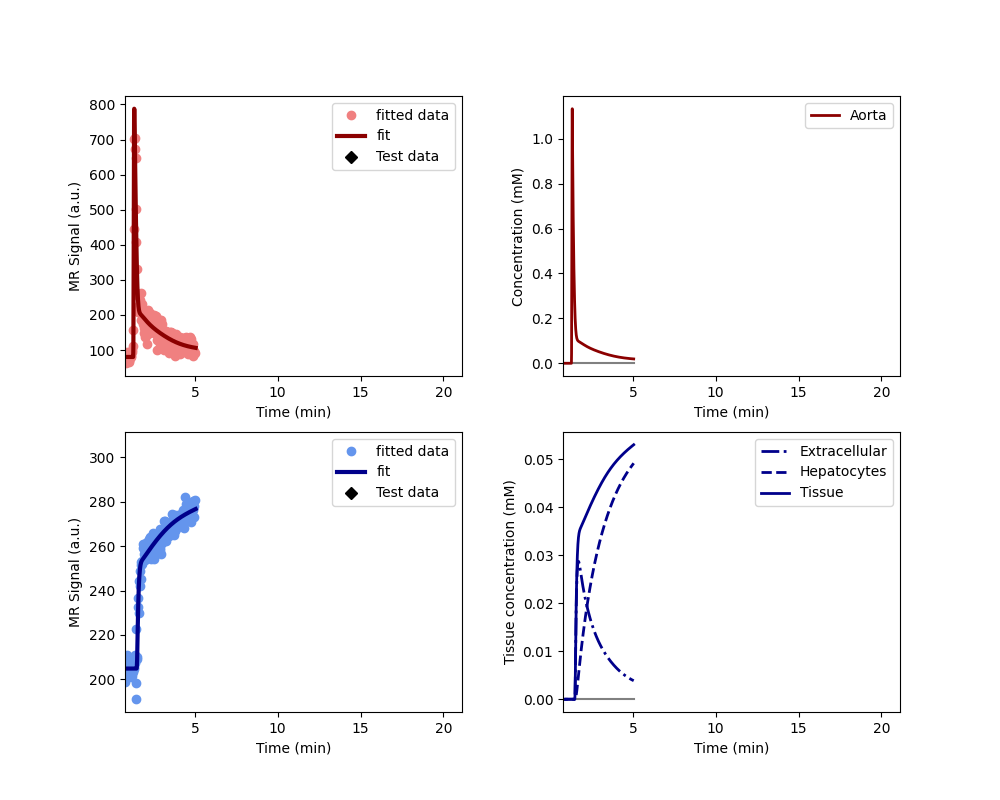 800
700
600
500
400
300
200
100
MR Signal (a.u.)
5
10
15
20
Time (min)
fitted data
fit
Test data
1.0
0.8
0.6
0.4
0.2
0.0
Concentration (mM)
5
10
15
20
Time (min)
Aorta
300
280
260
240
220
200
MR Signal (a.u.)
5
10
15
20
Time (min)
fitted data
fit
Test data
0.05
0.04
0.03
0.02
0.01
0.00
Tissue concentration (mM)
5
10
15
20
Time (min)
Extracellular
Hepatocytes
Tissue